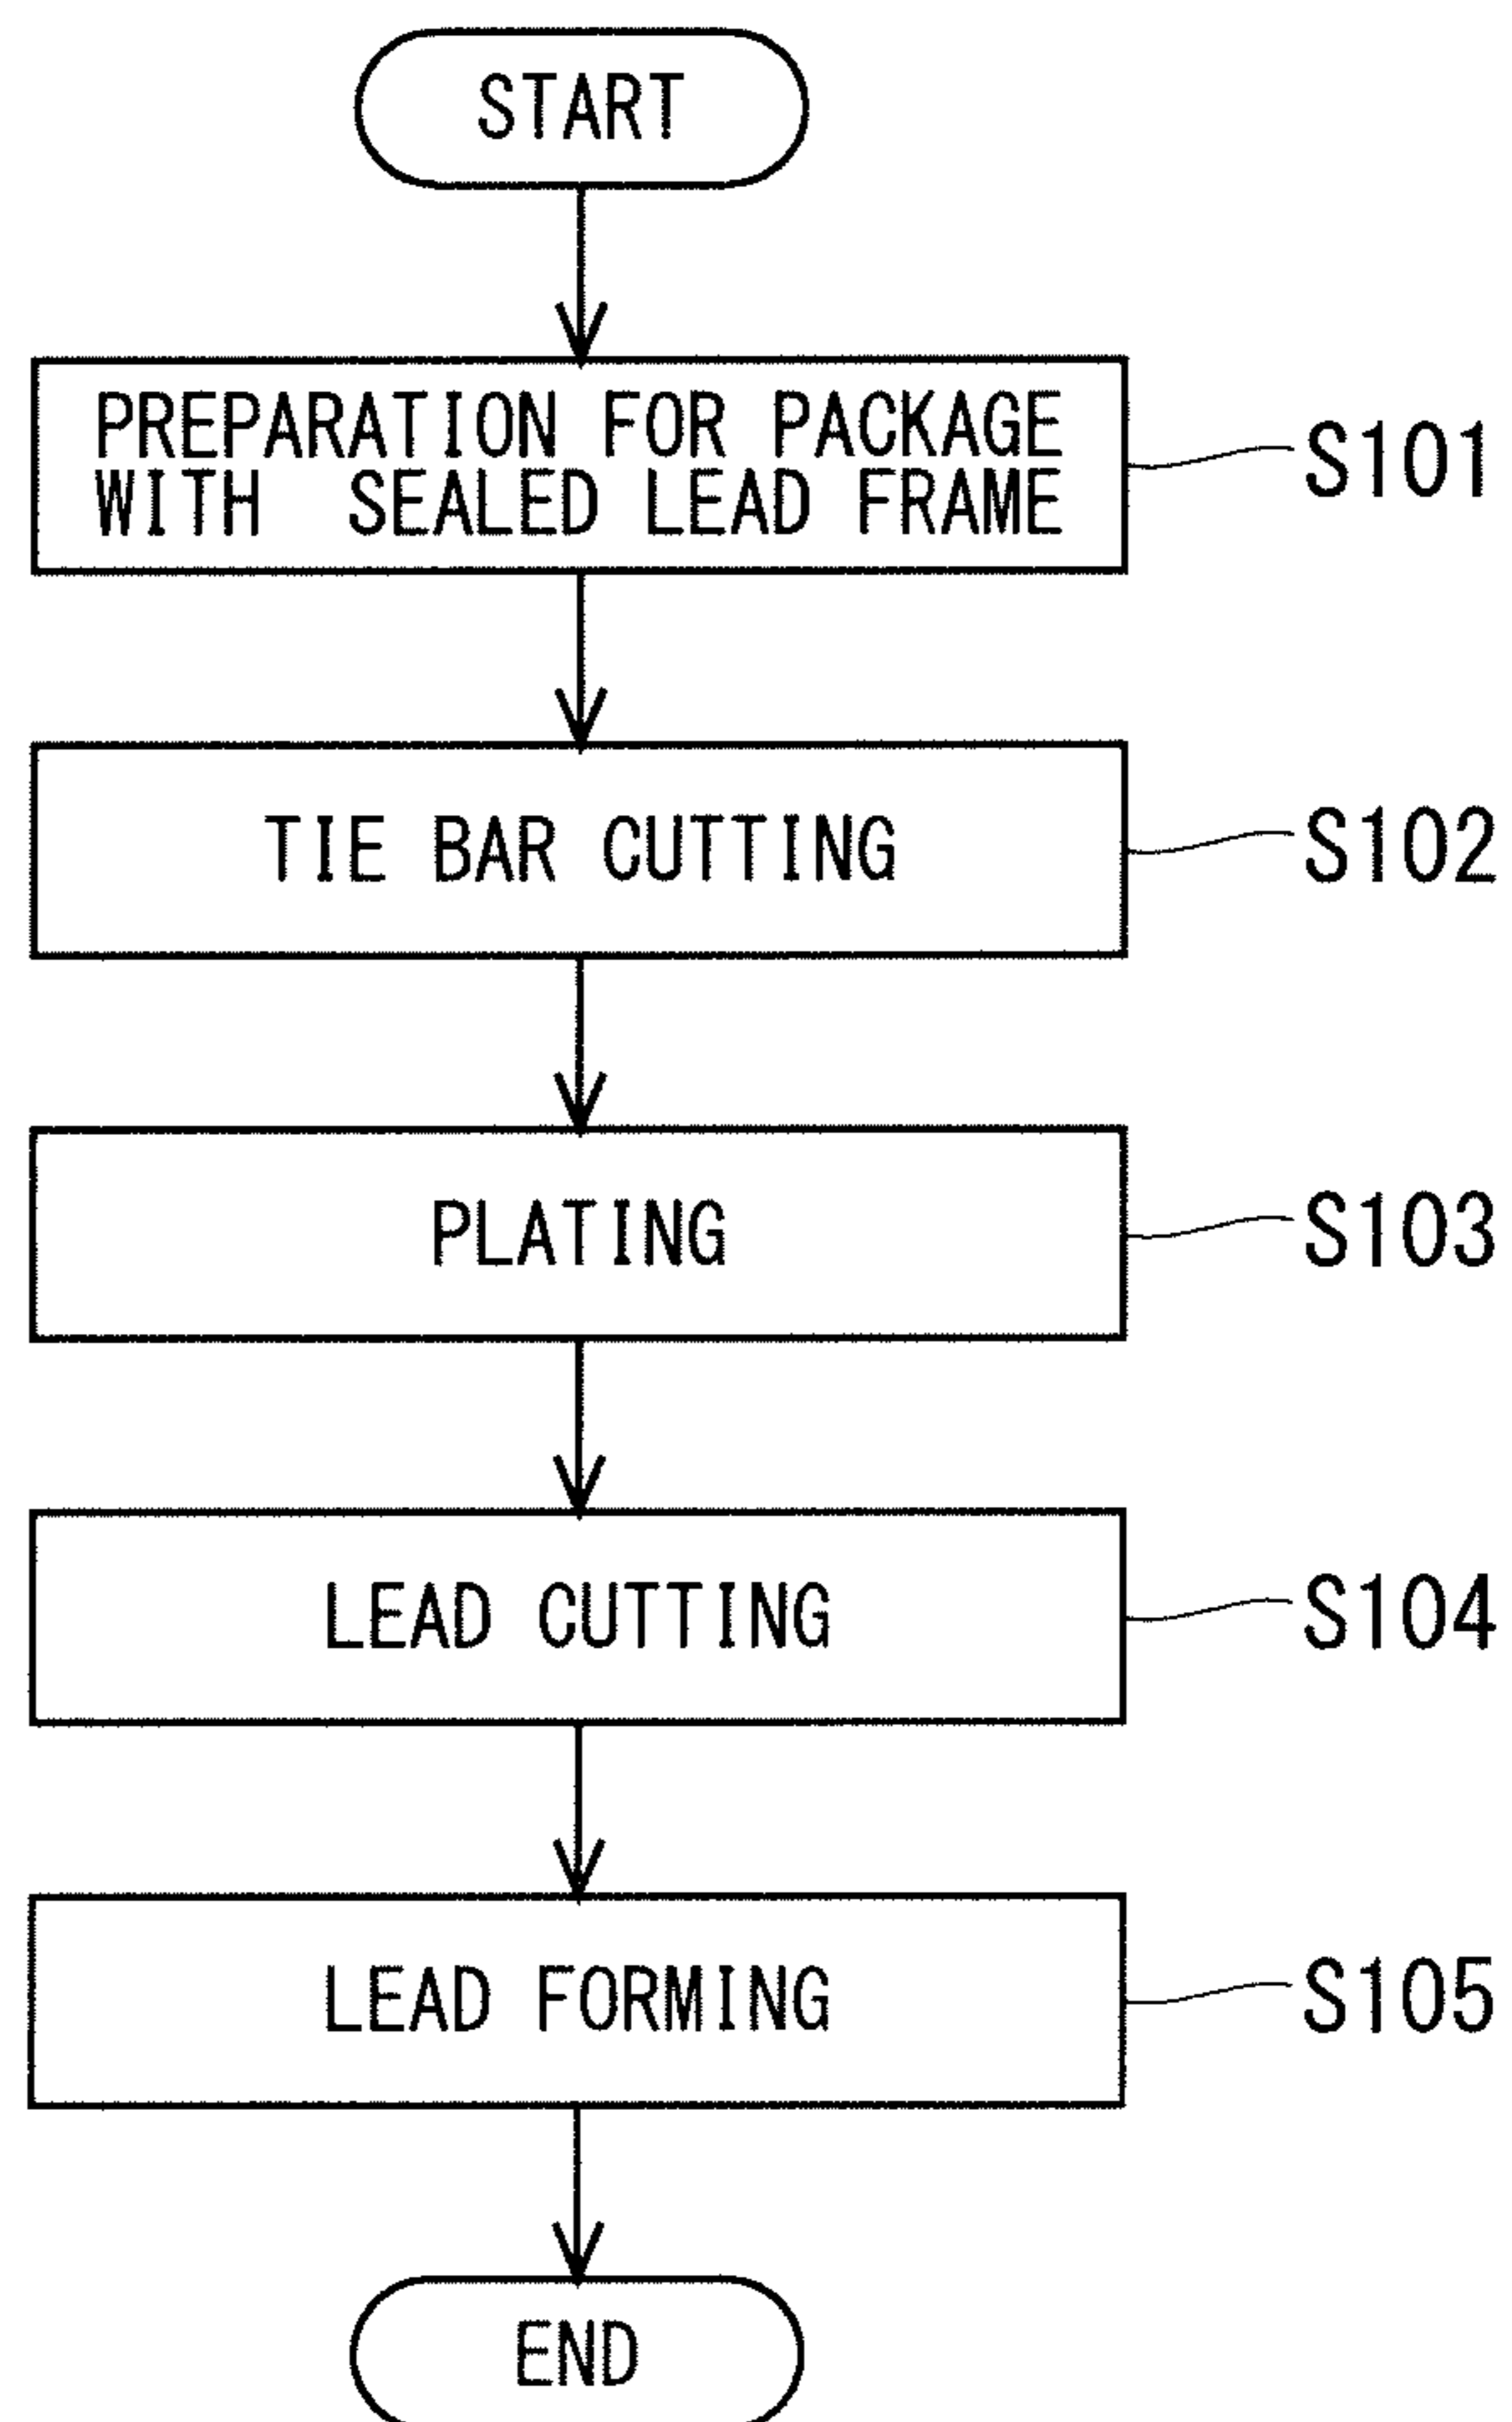 START
PREPARATION FOR PACKAGE
WITH SEALED LEAD FRAME
S101
TIE BAR CUTTING
S102
PLATING
S103
LEAD CUTTING
S104
LEAD FORMING
S105
END